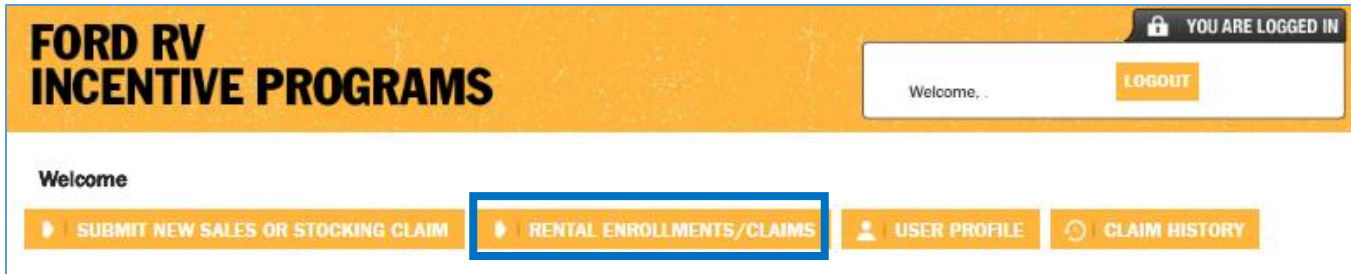 FORD RV
INCENTIVE PROGRAMS
YOU ARE LOGGED IN
Welcome, .
LOGOUT
Welcome
SUBMIT NEW SALES OR STOCKING CLAIM
RENTAL ENROLLMENTS/CLAIMS
USER PROFILE
CLAIM HISTORY